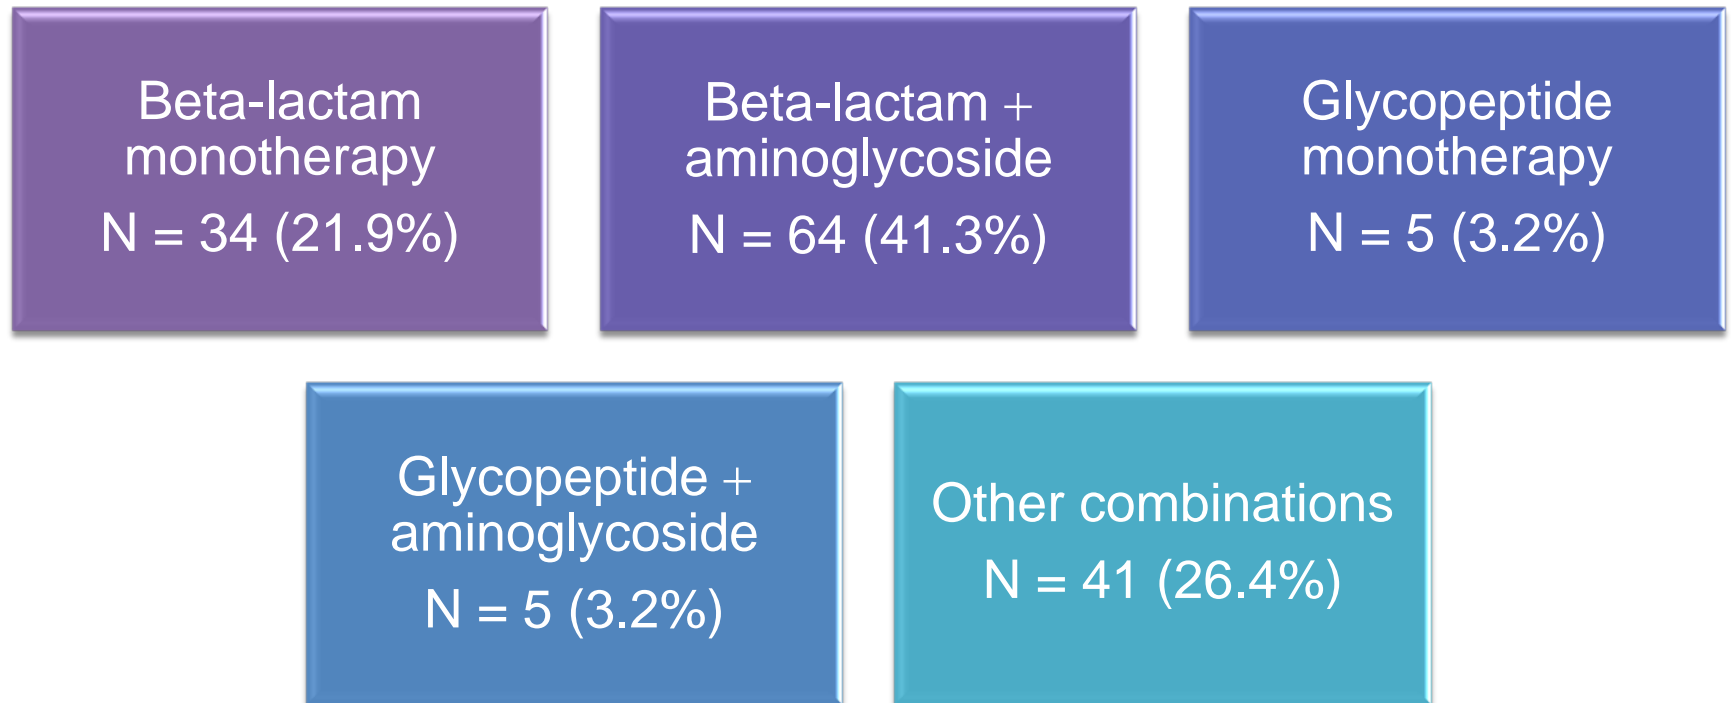 Beta-lactam
monotherapy
N = 34 (21.9%)
Beta-lactam +
aminoglycoside
N = 64 (41.3%)
Glycopeptide
monotherapy
N = 5 (3.2%)
Glycopeptide +
aminoglycoside
N = 5 (3.2%)
Other combinations
N = 41 (26.4%)